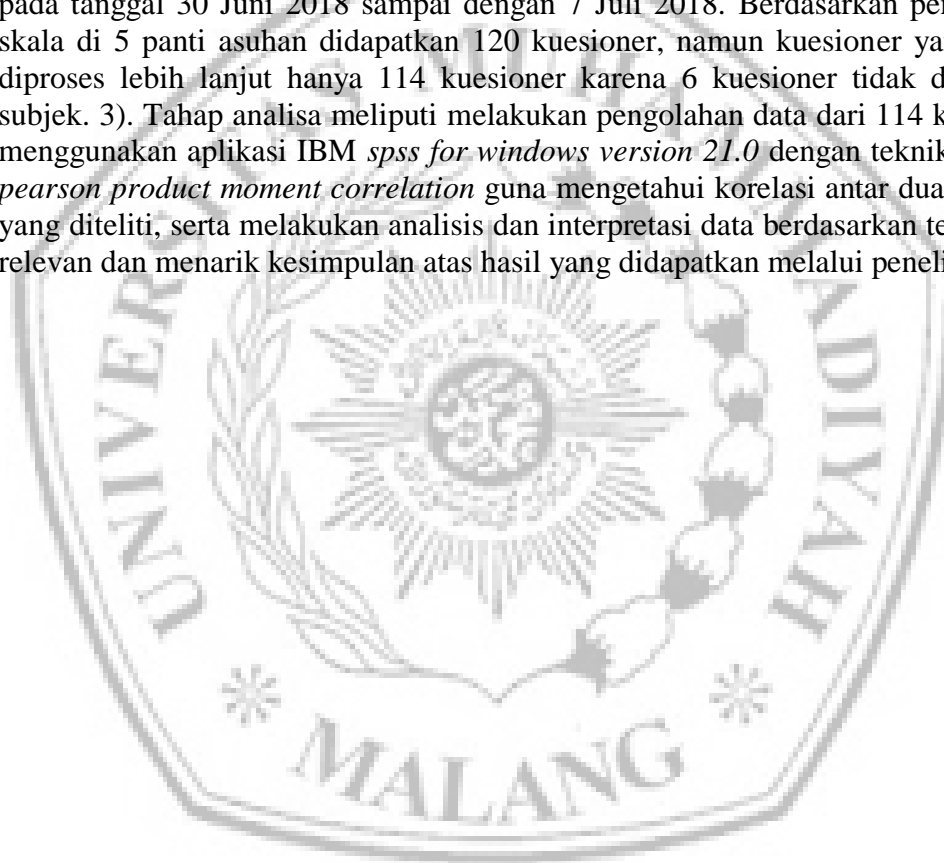 pada tanggal 30 Juni 2018 sampai dengan 7 Juli 2018. Berdasarkan
skala di 5 panti asuhan didapatkan 120 kuesioner, namun kuesioner
diproses lebih lanjut hanya 114 kuesioner karena 6 kuesioner tidak
subjek. 3). Tahap analisa meliputi melakukan pengolahan data dari 114
menggunakan aplikasi IBM spss for windows version 21.0 dengan teknik
pearson product moment correlation guna mengetahui korelasi antar dua
yang diteliti, serta melakukan analisis dan interpretasi data berdasarkan
relevan dan menarik kesimpulan atas hasil yang didapatkan melalui
UNIVERSITAS MUHAMMADIYAH
MALANG